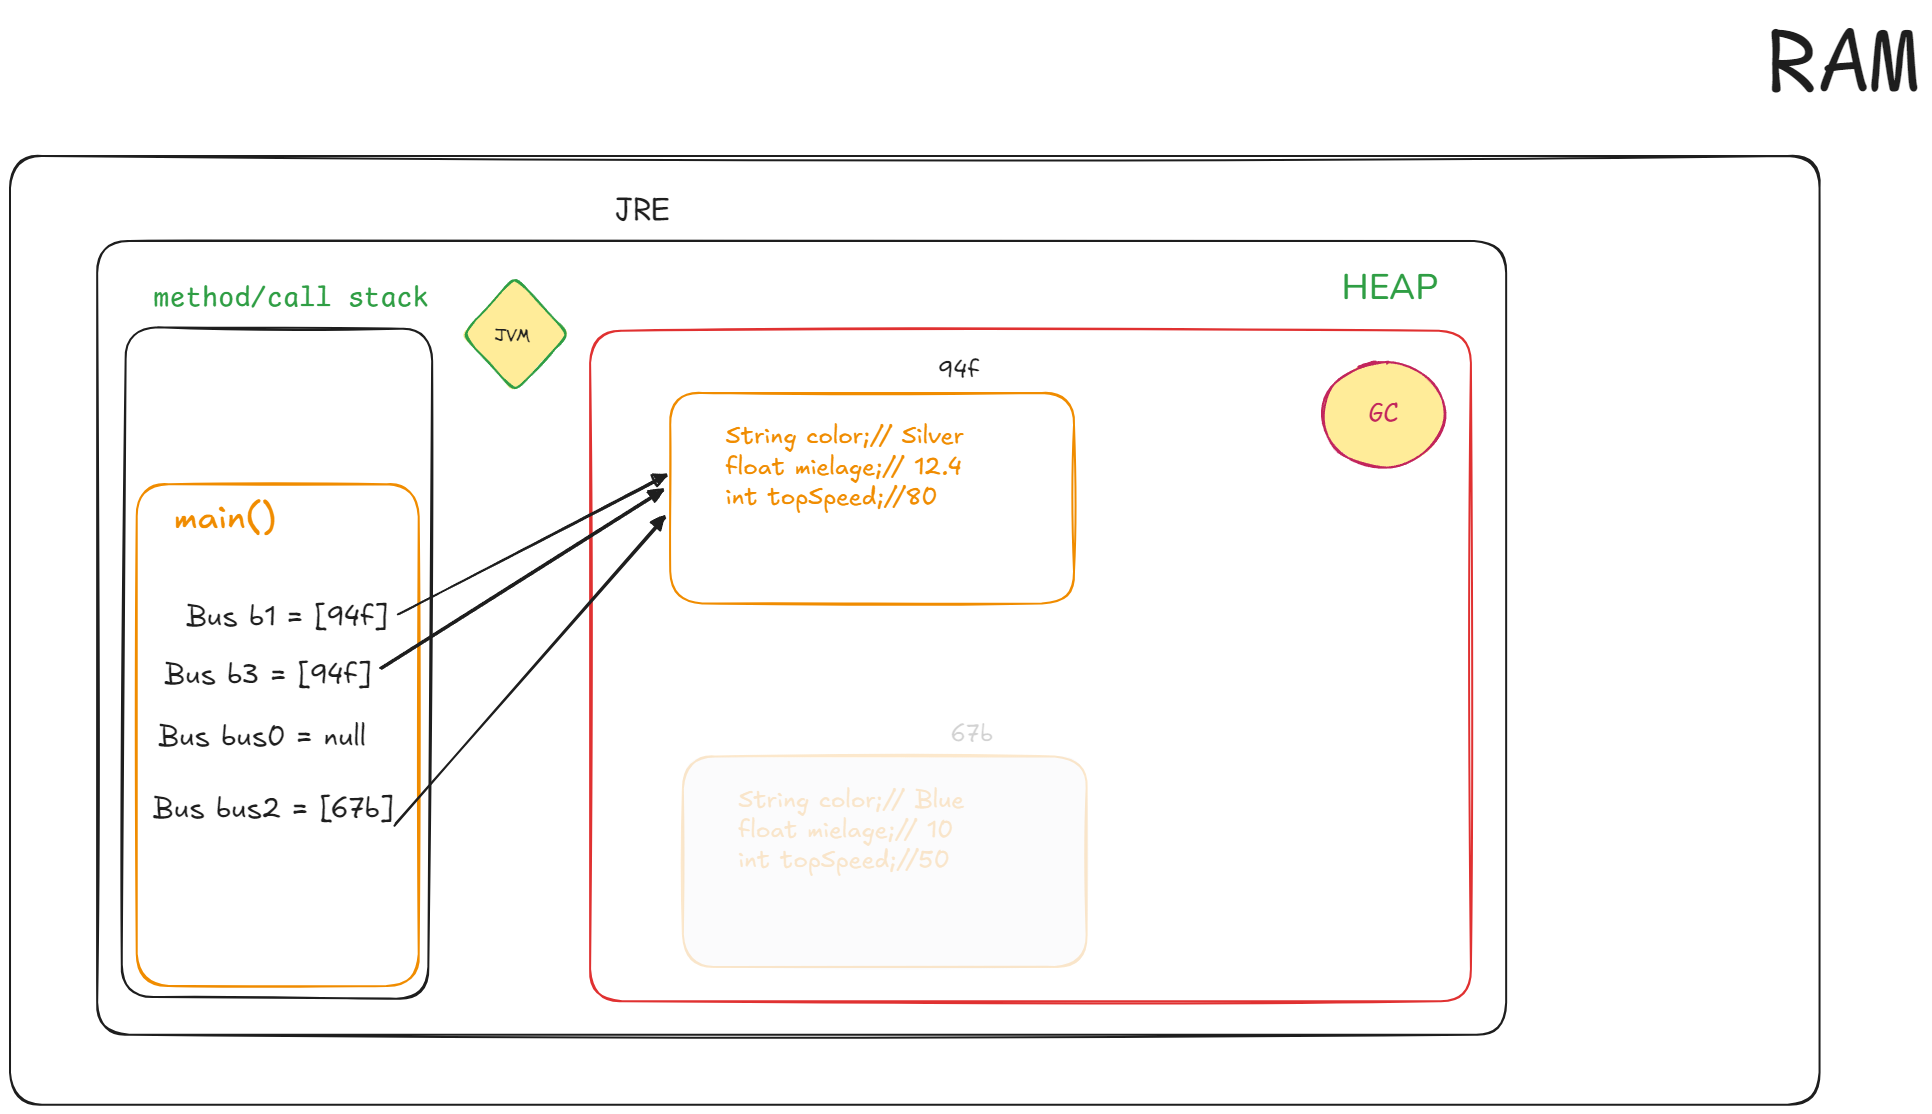 RAM
JRE
method/call stack
JVM
HEAP
94f
GC
String color;// Silver
float mielage;// 12.4
int topSpeed;//80
main()
Bus b1 = [94f]
Bus b3 = [94f]
Bus bus0 = null
Bus bus2 = [67b]
67b
String color;// Blue
float mielage;// 10
int topSpeed;//50